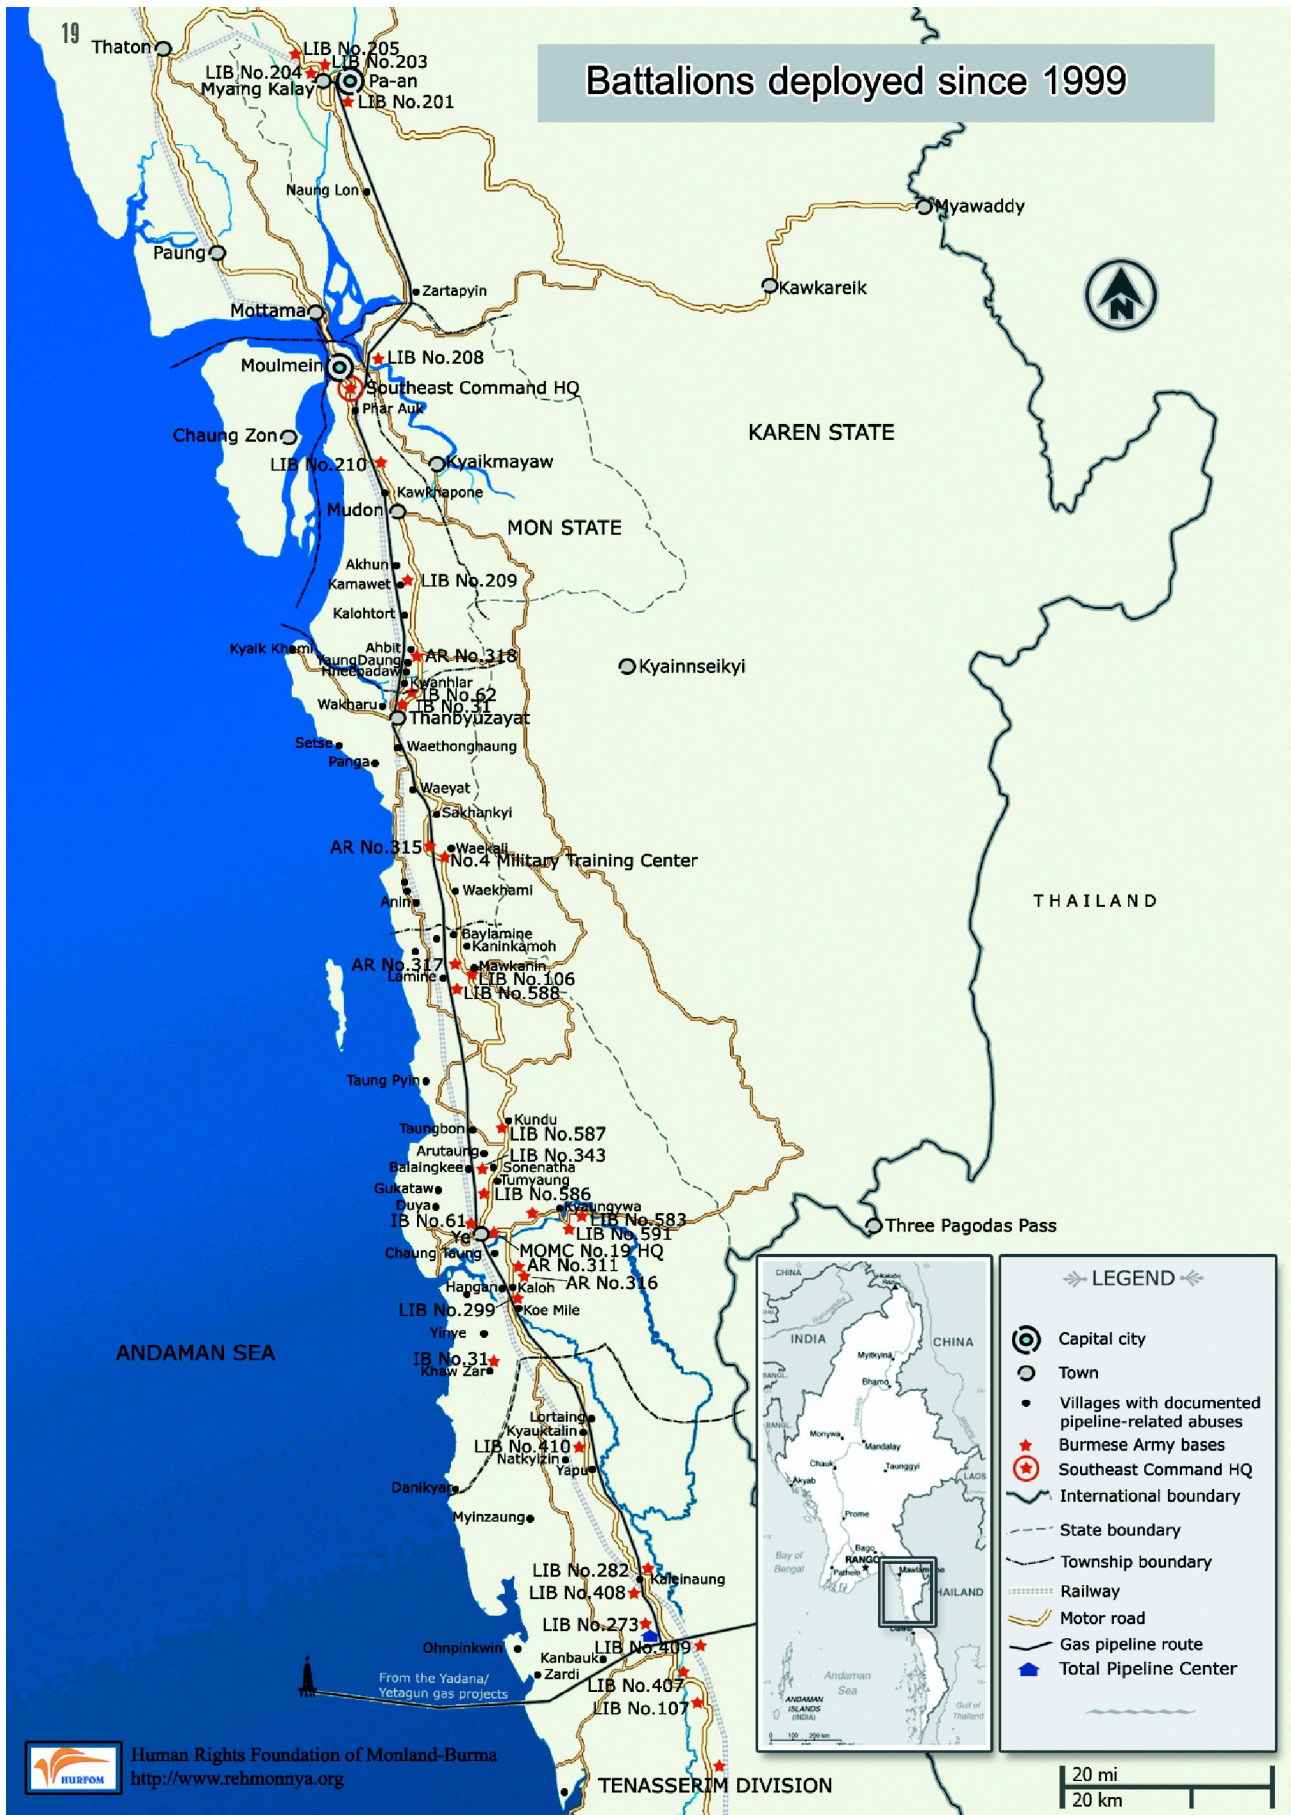 19
Battalions deployed since 1999
Thaton
LIB No.205
LIB No.203
LIB No.204
Pa-an
Myaing Kalay
LIB No.201
Naung Lon
Myawaddy
Paung
Kawkareik
Zartapyin
Mottama
Moulmein
LIB No.208
Southeast Command HQ
Phar Auk
Chaung Zon
KAREN STATE
LIB No.210
Kyaikmayaw
Kawkhapone
Mudon
MON STATE
Akhun
Kamawet
LIB No.209
Kalohtort
Kyaik Khami
Ahbit
YaungDaung
AR No.318
Hneepadaw
Kyainnseikyi
Kwanhlar
IB No.62
Wakharu
IB No.31
Thanbyuzayat
Setse
Waethonghaung
Panga
Waeyat
Sakhankyi
AR No.315
Waekali
No.4 Military Training Center
Waekhami
Anin
THAILAND
Baylamine
Kaninkamoh
AR No.317
Mawkanin
Lamine
LIB No.106
LIB No.588
Taung Pyin
Kundu
Taungbon
LIB No.587
Arutaung
LIB No.343
Balaingkee
Sonenatha
Tumyaung
Gukataw
LIB No.586
Duya
Kyaungywa
IB No.61
LIB No.583
Three Pagodas Pass
Ye
LIB No.591
Chaung Taung
MOMC No.19 HQ
AR No.311
AR No.316
Hangan
Kaloh
LIB No.299
Koe Mile
Yinye
ANDAMAN SEA
IB No.31
Khaw Zar
Lortaing
Kyauktalin
LIB No.410
Natkyizin
Yapu
Danikyar
Myinzaung
LIB No.282
Kaleinaung
LIB No.408
LIB No.273
Ohnpinkwin
LIB No.409
Kanbauk
Zardi
From the Yadana/
Yetagun gas projects
LIB No.407
LIB No.107
TENASSERIM DIVISION
HURFOM
Human Rights Foundation of Monland-Burma
http://www.rehmonnya.org
CHINA
INDIA
CHINA
Myitkyina
BANGL.
Bhamo
BANGL.
Monywa
Mandalay
Chauk
Taunggyi
Akyab
LAOS
Prome
Bay of
Bengal
Bago
Pathein
Andaman
Sea
ANDAMAN
ISLANDS
(INDIA)
Gulf of
Thailand
0 100 200 km
LEGEND
Capital city
Town
Villages with documented
pipeline-related abuses
Burmese Army bases
Southeast Command HQ
International boundary
State boundary
Township boundary
Railway
Motor road
Gas pipeline route
Total Pipeline Center
20 mi
20 km
N